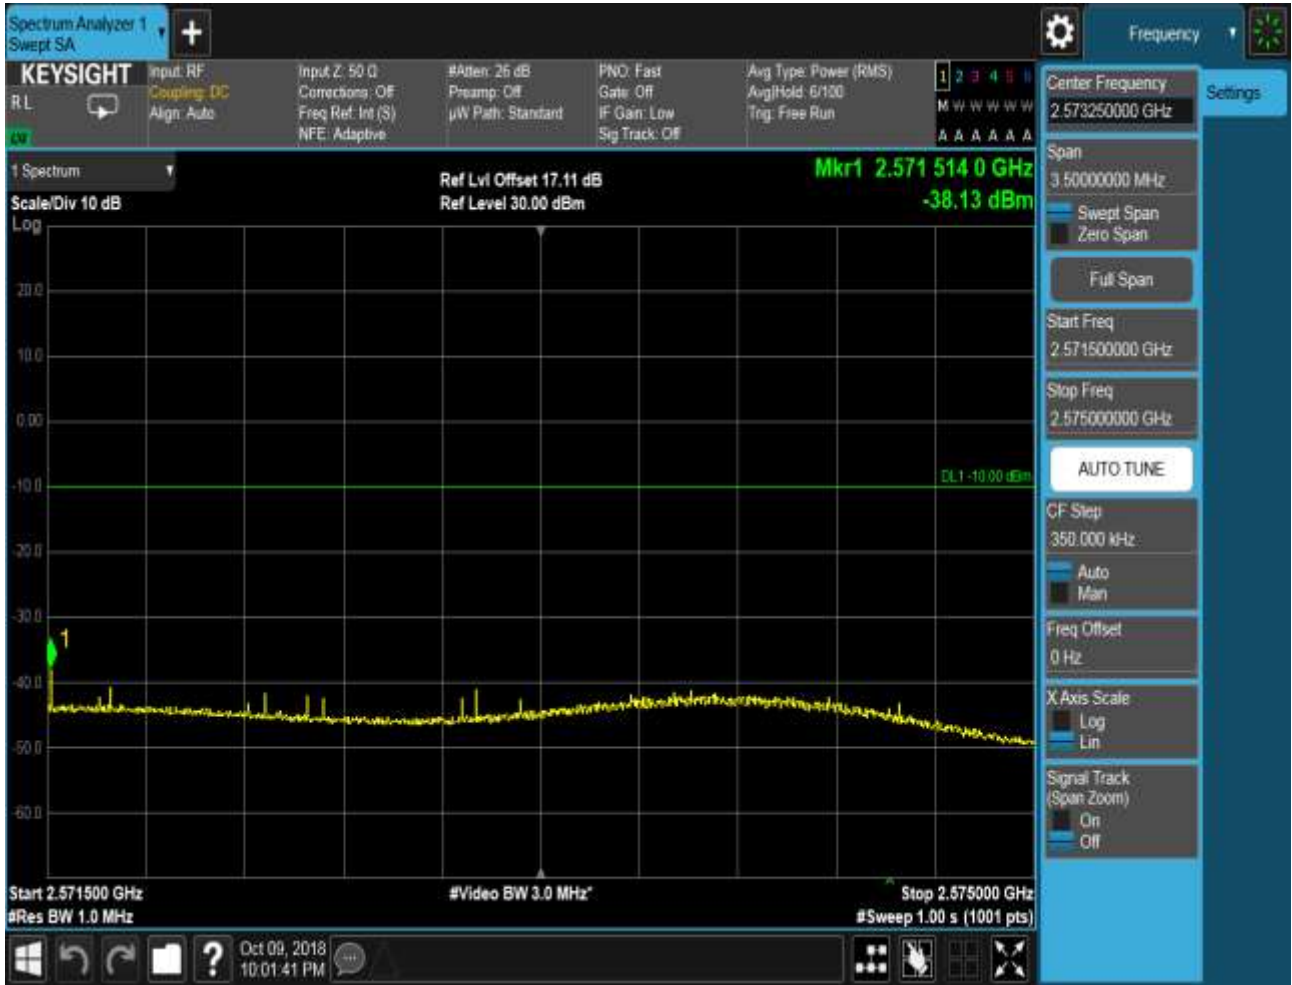 Spectrum Analyzer 1
Swept SA
Frequency
KEYSIGHT
RL
Input: RF
Coupling: DC
Align: Auto
Input Z: 50 Ω
Corrections: Off
Freq Ref: Int (S)
NFE: Adaptive
#Atten: 26 dB
Preamp: Off
µW Path: Standard
PNO: Fast
Gate: Off
IF Gain: Low
Sig Track: Off
Avg Type: Power (RMS)
Avg|Hold: 6/100
Trig: Free Run
1 2 3 4 5 6
M W W W W W
A A A A A A
1 Spectrum
Scale/Div 10 dB
Log
Ref Lvl Offset 17.11 dB
Ref Level 30.00 dBm
Mkr1 2.571 514 0 GHz
-38.13 dBm
20.0
10.0
0.00
-10.0
-20.0
-30.0
-40.0
-50.0
-60.0
DL1 -10.00 dBm
1
Start 2.571500 GHz
#Res BW 1.0 MHz
#Video BW 3.0 MHz*
Stop 2.575000 GHz
#Sweep 1.00 s (1001 pts)
Center Frequency
2.573250000 GHz
Settings
Span
3.50000000 MHz
Swept Span
Zero Span
Full Span
Start Freq
2.571500000 GHz
Stop Freq
2.575000000 GHz
AUTO TUNE
CF Step
350.000 kHz
Auto
Man
Freq Offset
0 Hz
X Axis Scale
Log
Lin
Signal Track
(Span Zoom)
On
Off
?
Oct 09, 2018
10:01:41 PM